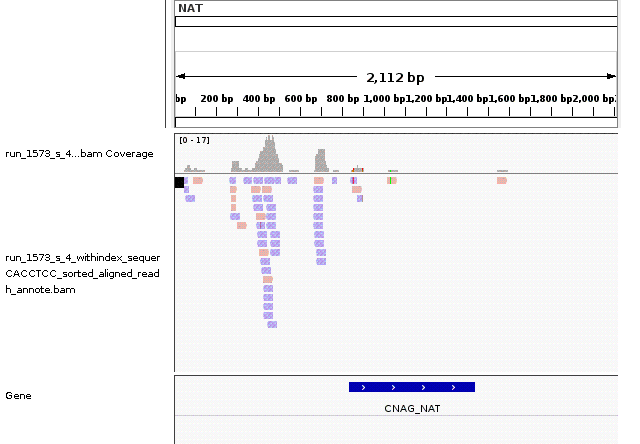 NAT
2,112 bp
bp 200 bp 400 bp 600 bp 800 bp 1,000 bp 1,200 bp 1,400 bp 1,600 bp 1,800 bp 2,000 bp 2,
run_1573_s_4...bam Coverage
[0 - 17]
run_1573_s_4_withindex_sequer
CACCTCC_sorted_aligned_read
h_annote.bam
Gene
CNAG_NAT